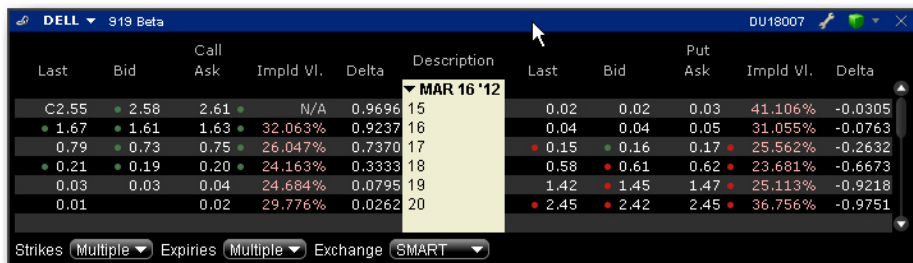 DELL 919 Beta DU18007
Call Put
Last Bid Ask Impld Vl. Delta Description Last Bid Ask Impld Vl. Delta
MAR 16 '12
C2.55 2.58 2.61 N/A 0.9696 15 0.02 0.02 0.03 41.106% -0.0305
1.67 1.61 1.63 32.063% 0.9237 16 0.04 0.04 0.05 31.055% -0.0763
0.79 0.73 0.75 26.047% 0.7370 17 0.15 0.16 0.17 25.562% -0.2632
0.21 0.19 0.20 24.163% 0.3333 18 0.58 0.61 0.62 23.681% -0.6673
0.03 0.03 0.04 24.684% 0.0795 19 1.42 1.45 1.47 25.113% -0.9218
0.01 0.02 29.776% 0.0262 20 2.45 2.42 2.45 36.756% -0.9751
Strikes Multiple Expiries Multiple Exchange SMART